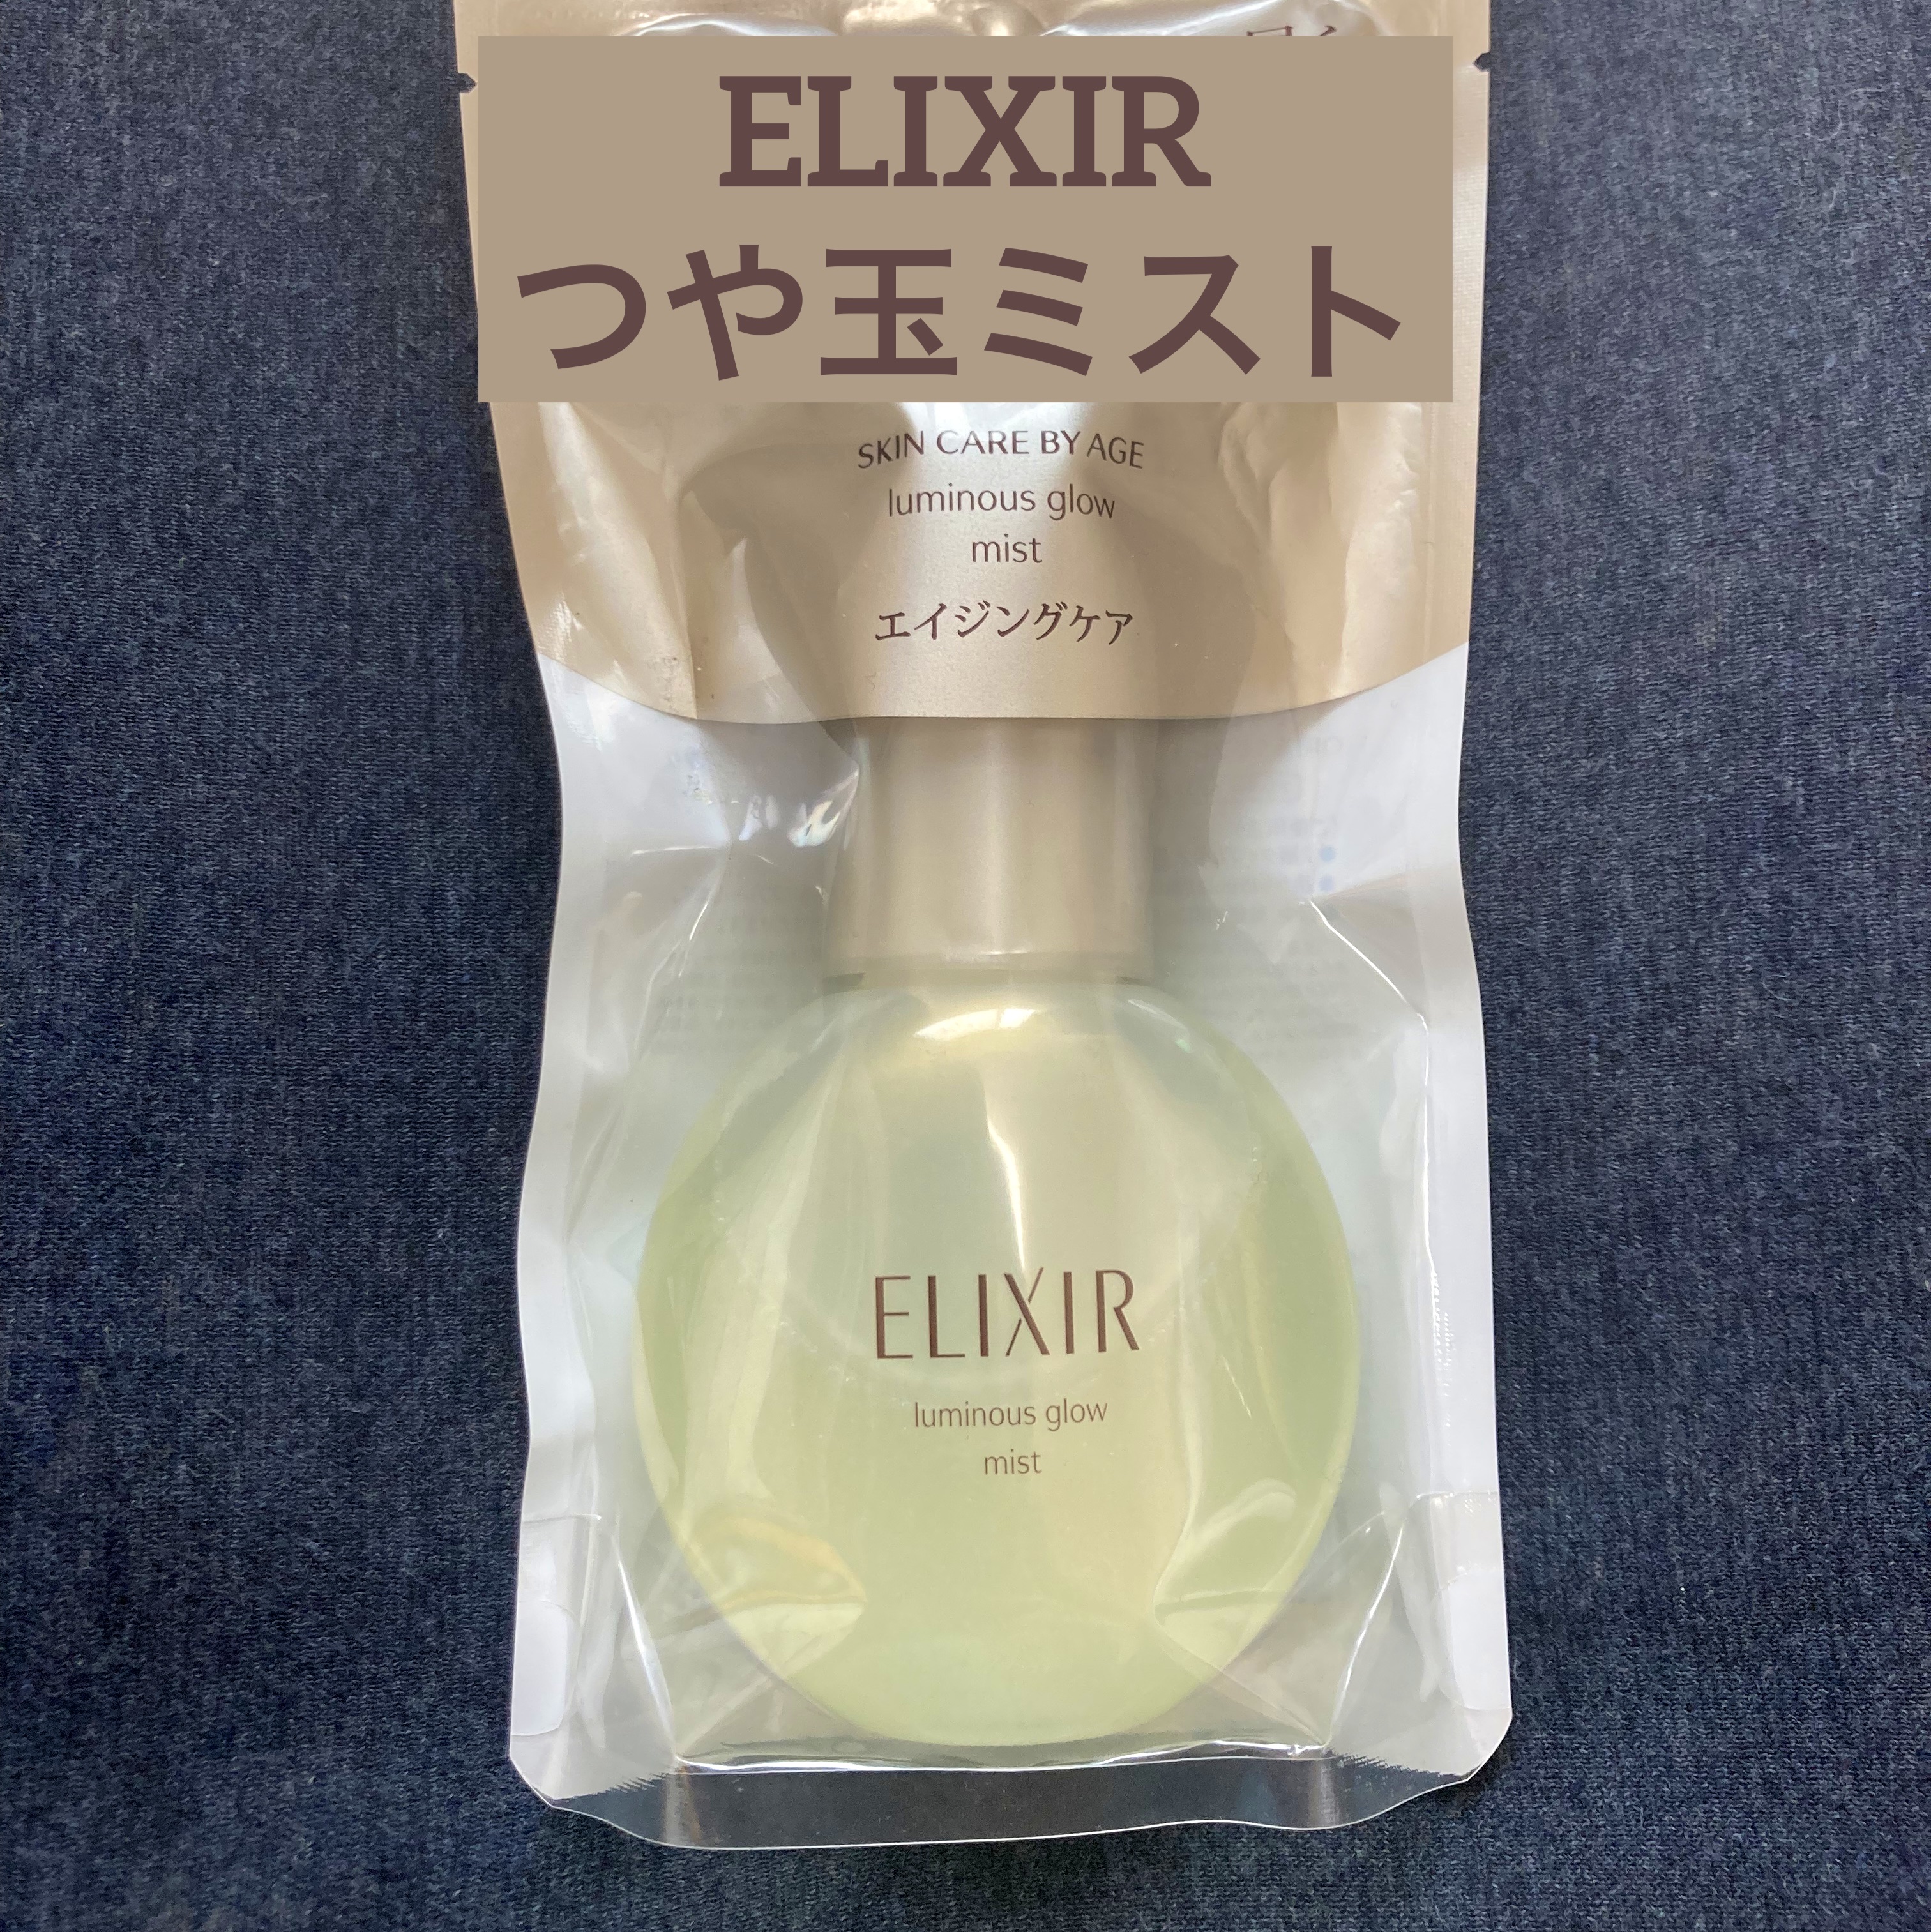 ELIXIR
つや玉ミスト
SKIN CARE BY AGE
luminous glow
mist
エイジングケア
ELIXIR
luminous glow
mist